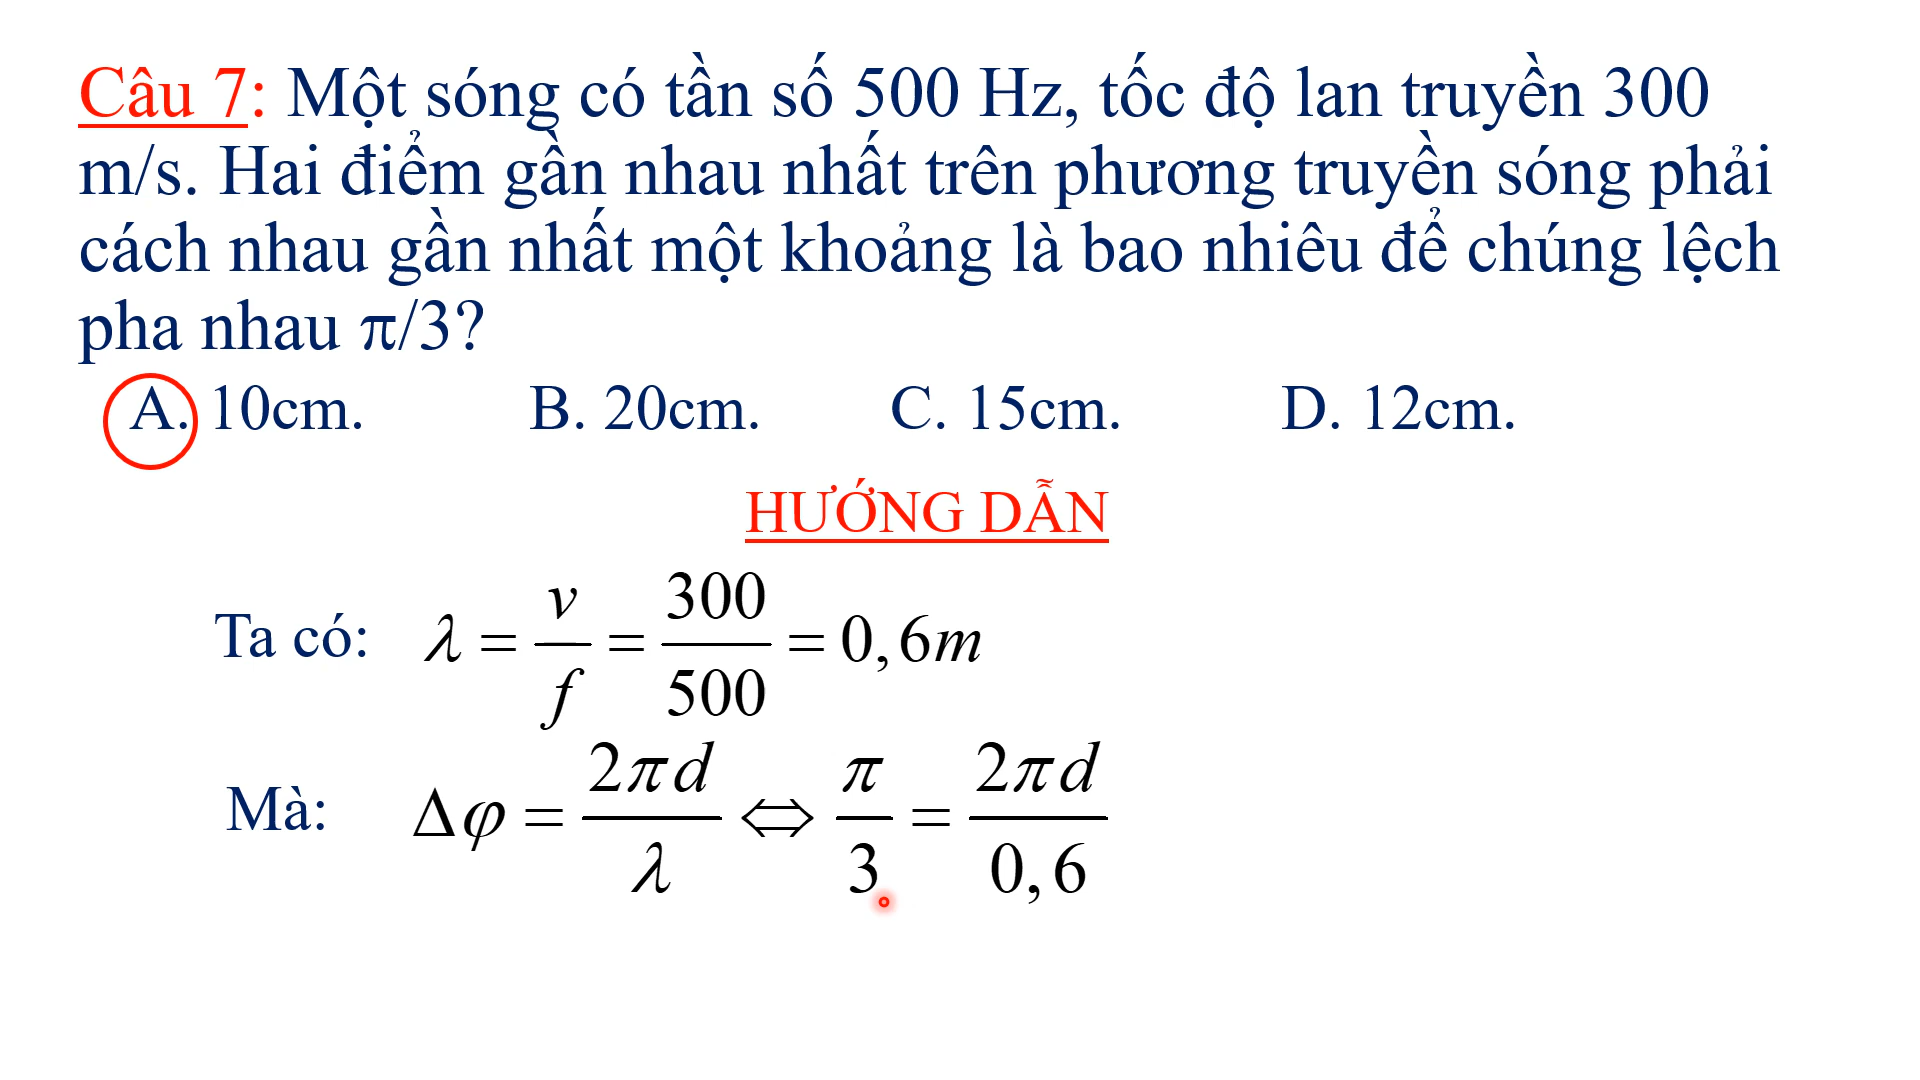 Câu 7: Một sóng có tần số 500 Hz, tốc độ lan truyền 300
m/s. Hai điểm gần nhau nhất trên phương truyền sóng phải
cách nhau gần nhất một khoảng là bao nhiêu để chúng lệch
pha nhau π/3?
A. 10cm. B. 20cm. C. 15cm. D. 12cm.
HƯỚNG DẪN
Ta có: λ = v/f = 300/500 = 0,6m
Mà: Δφ = 2πd/λ ⇔ π/3 = 2πd/0,6